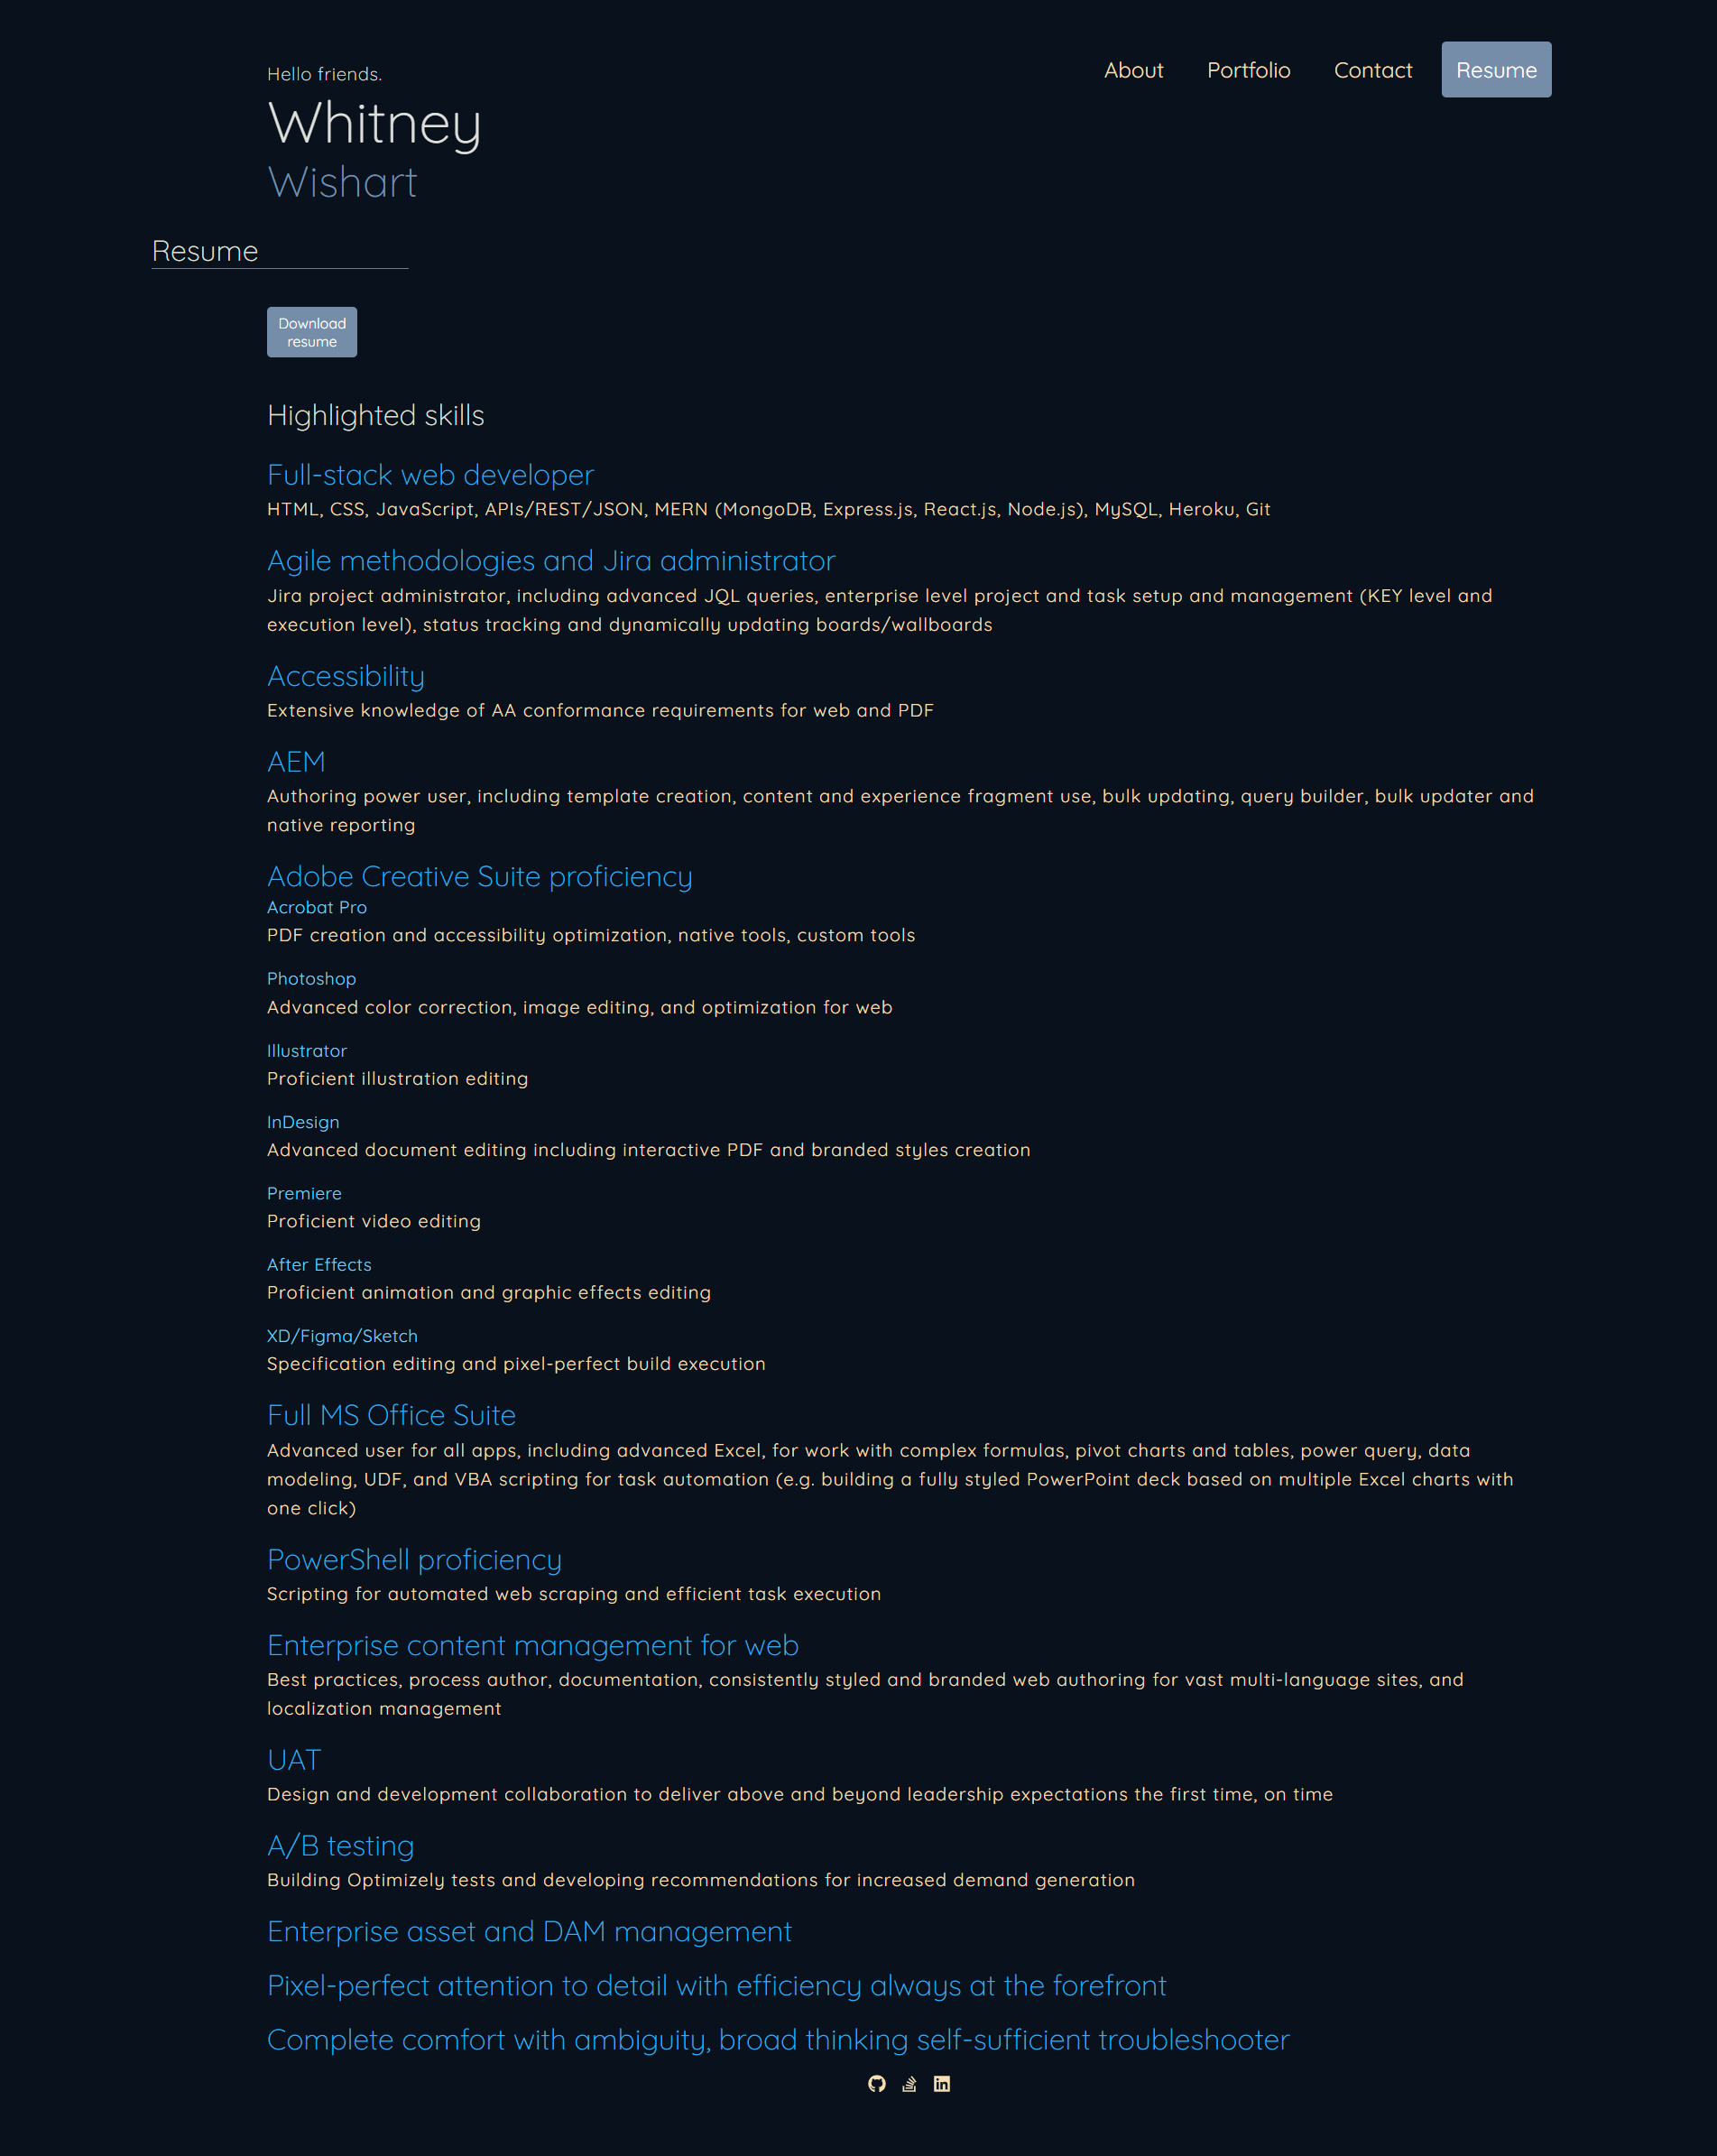 Hello friends.
About
Portfolio
Contact
Resume
Whitney
Wishart
Resume
Download
resume
Highlighted skills
Full-stack web developer
HTML, CSS, JavaScript, APIs/REST/JSON, MERN (MongoDB, Express.js, React.js, Node.js), MySQL, Heroku, Git
Agile methodologies and Jira administrator
Jira project administrator, including advanced JQL queries, enterprise level project and task setup and management (KEY level and
execution level), status tracking and dynamically updating boards/wallboards
Accessibility
Extensive knowledge of AA conformance requirements for web and PDF
AEM
Authoring power user, including template creation, content and experience fragment use, bulk updating, query builder, bulk updater and
native reporting
Adobe Creative Suite proficiency
Acrobat Pro
PDF creation and accessibility optimization, native tools, custom tools
Photoshop
Advanced color correction, image editing, and optimization for web
Illustrator
Proficient illustration editing
InDesign
Advanced document editing including interactive PDF and branded styles creation
Premiere
Proficient video editing
After Effects
Proficient animation and graphic effects editing
XD/Figma/Sketch
Specification editing and pixel-perfect build execution
Full MS Office Suite
Advanced user for all apps, including advanced Excel, for work with complex formulas, pivot charts and tables, power query, data
modeling, UDF, and VBA scripting for task automation (e.g. building a fully styled PowerPoint deck based on multiple Excel charts with
one click)
PowerShell proficiency
Scripting for automated web scraping and efficient task execution
Enterprise content management for web
Best practices, process author, documentation, consistently styled and branded web authoring for vast multi-language sites, and
localization management
UAT
Design and development collaboration to deliver above and beyond leadership expectations the first time, on time
A/B testing
Building Optimizely tests and developing recommendations for increased demand generation
Enterprise asset and DAM management
Pixel-perfect attention to detail with efficiency always at the forefront
Complete comfort with ambiguity, broad thinking self-sufficient troubleshooter